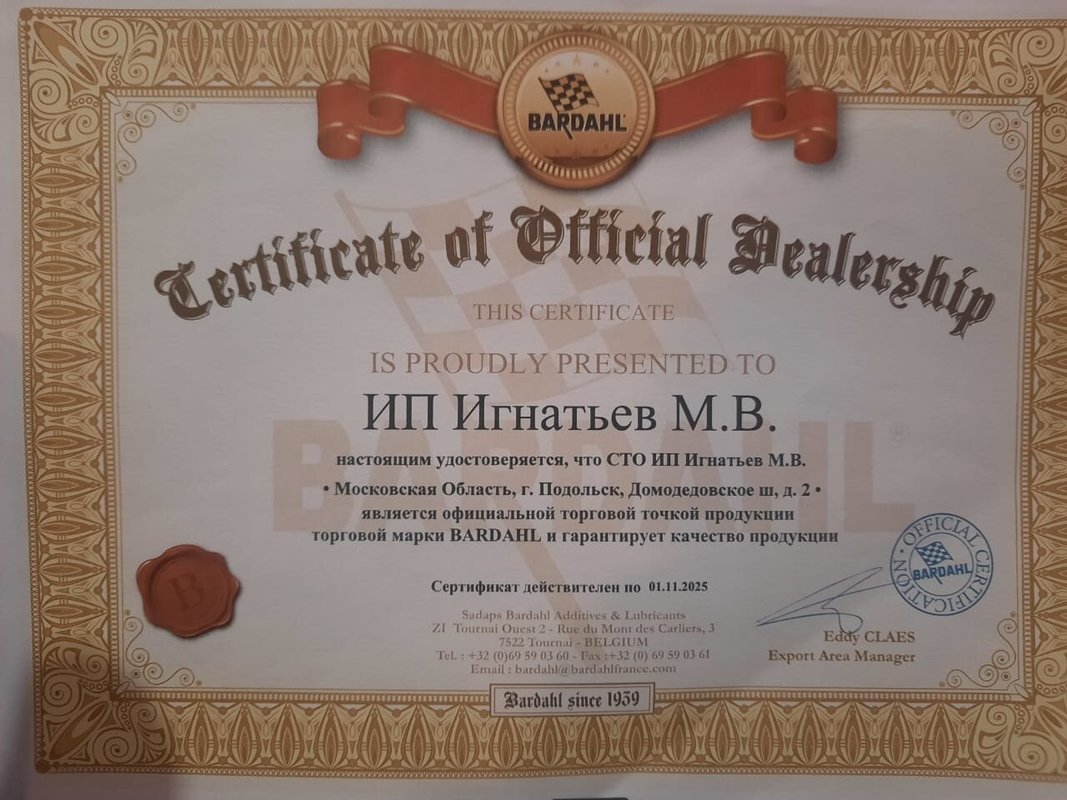 BARDAHL
Certificate of Official Dealership
THIS CERTIFICATE
IS PROUDLY PRESENTED TO
ИП Игнатьев М.В.
настоящим удостоверяется, что СТО ИП Игнатьев М.В.
• Московская Область, г. Подольск, Домодедовское ш, д. 2 •
является официальной торговой точкой продукции
торговой марки BARDAHL и гарантирует качество продукции
BARDAHL®
OFFICIAL CERTIFICATION
BARDAHL
B
Сертификат действителен по 01.11.2025
Sadaps Bardahl Additives & Lubricants
ZI Tournai Ouest 2 - Rue du Mont des Carliers, 3
7522 Tournai - BELGIUM
Tel. : +32 (0)69 59 03 60 - Fax :+32 (0) 69 59 03 61
Email : bardahl@bardahlfrance.com
Eddy CLAES
Export Area Manager
Bardahl since 1939